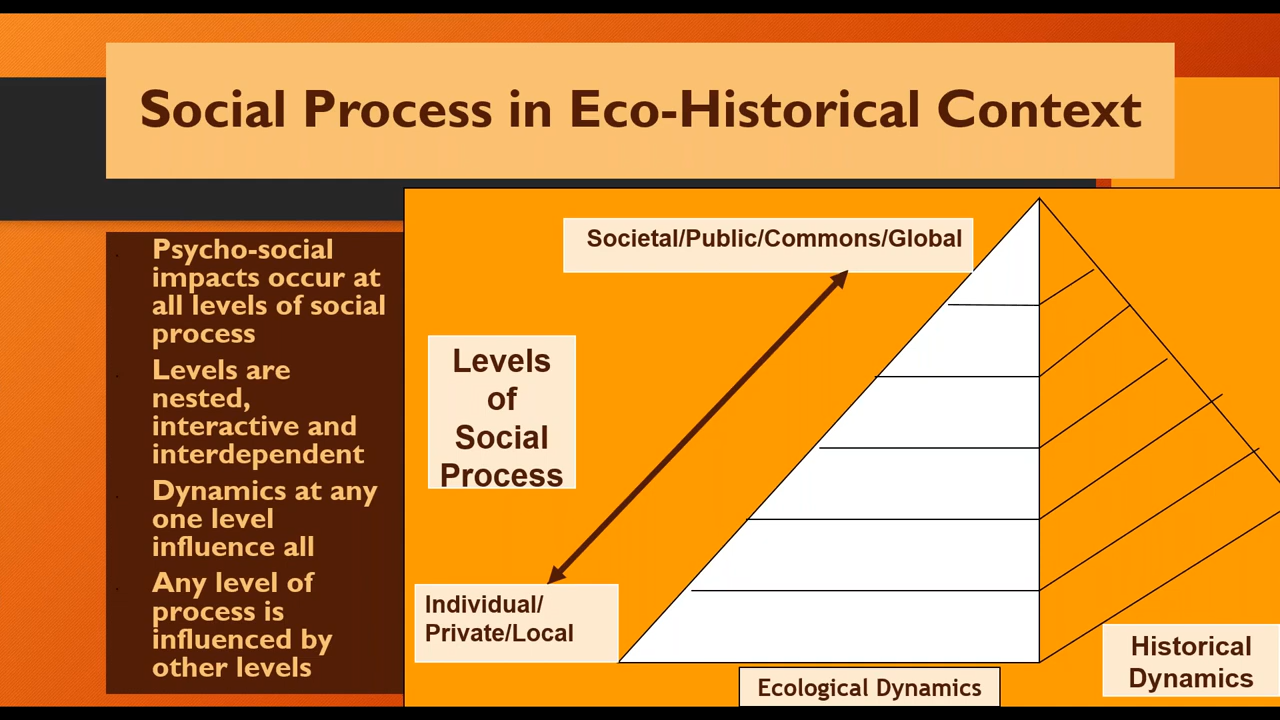 Social Process in Eco-Historical Context
Psycho-social
impacts occur at
all levels of social
process
Levels are
nested,
interactive and
interdependent
Dynamics at any
one level
influence all
Any level of
process is
influenced by
other levels
Societal/Public/Commons/Global
Levels
of
Social
Process
Individual/
Private/Local
Ecological Dynamics
Historical
Dynamics